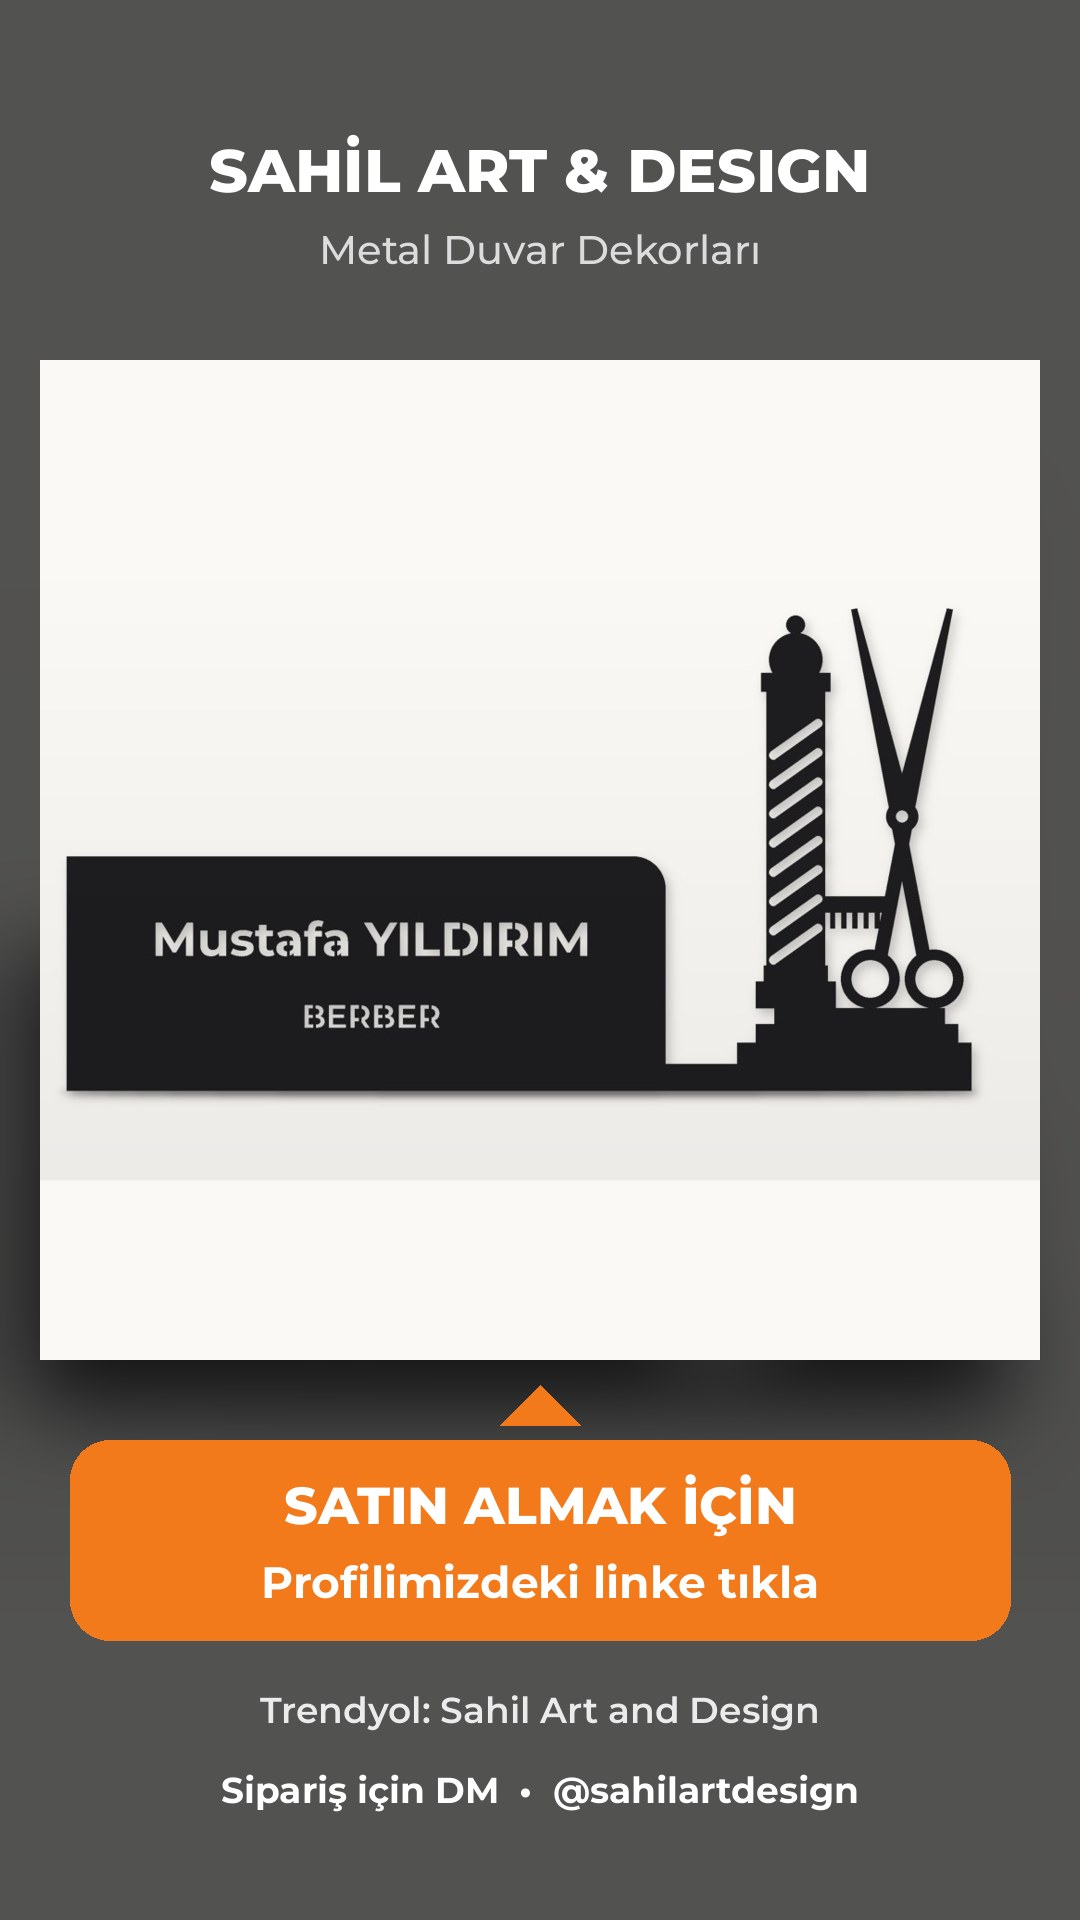 SAHİL ART & DESIGN
Metal Duvar Dekorları
Mustafa YILDIRIM
BERBER
SATIN ALMAK İÇİN
Profilimizdeki linke tıkla
Trendyol: Sahil Art and Design
Sipariş için DM • @sahilartdesign